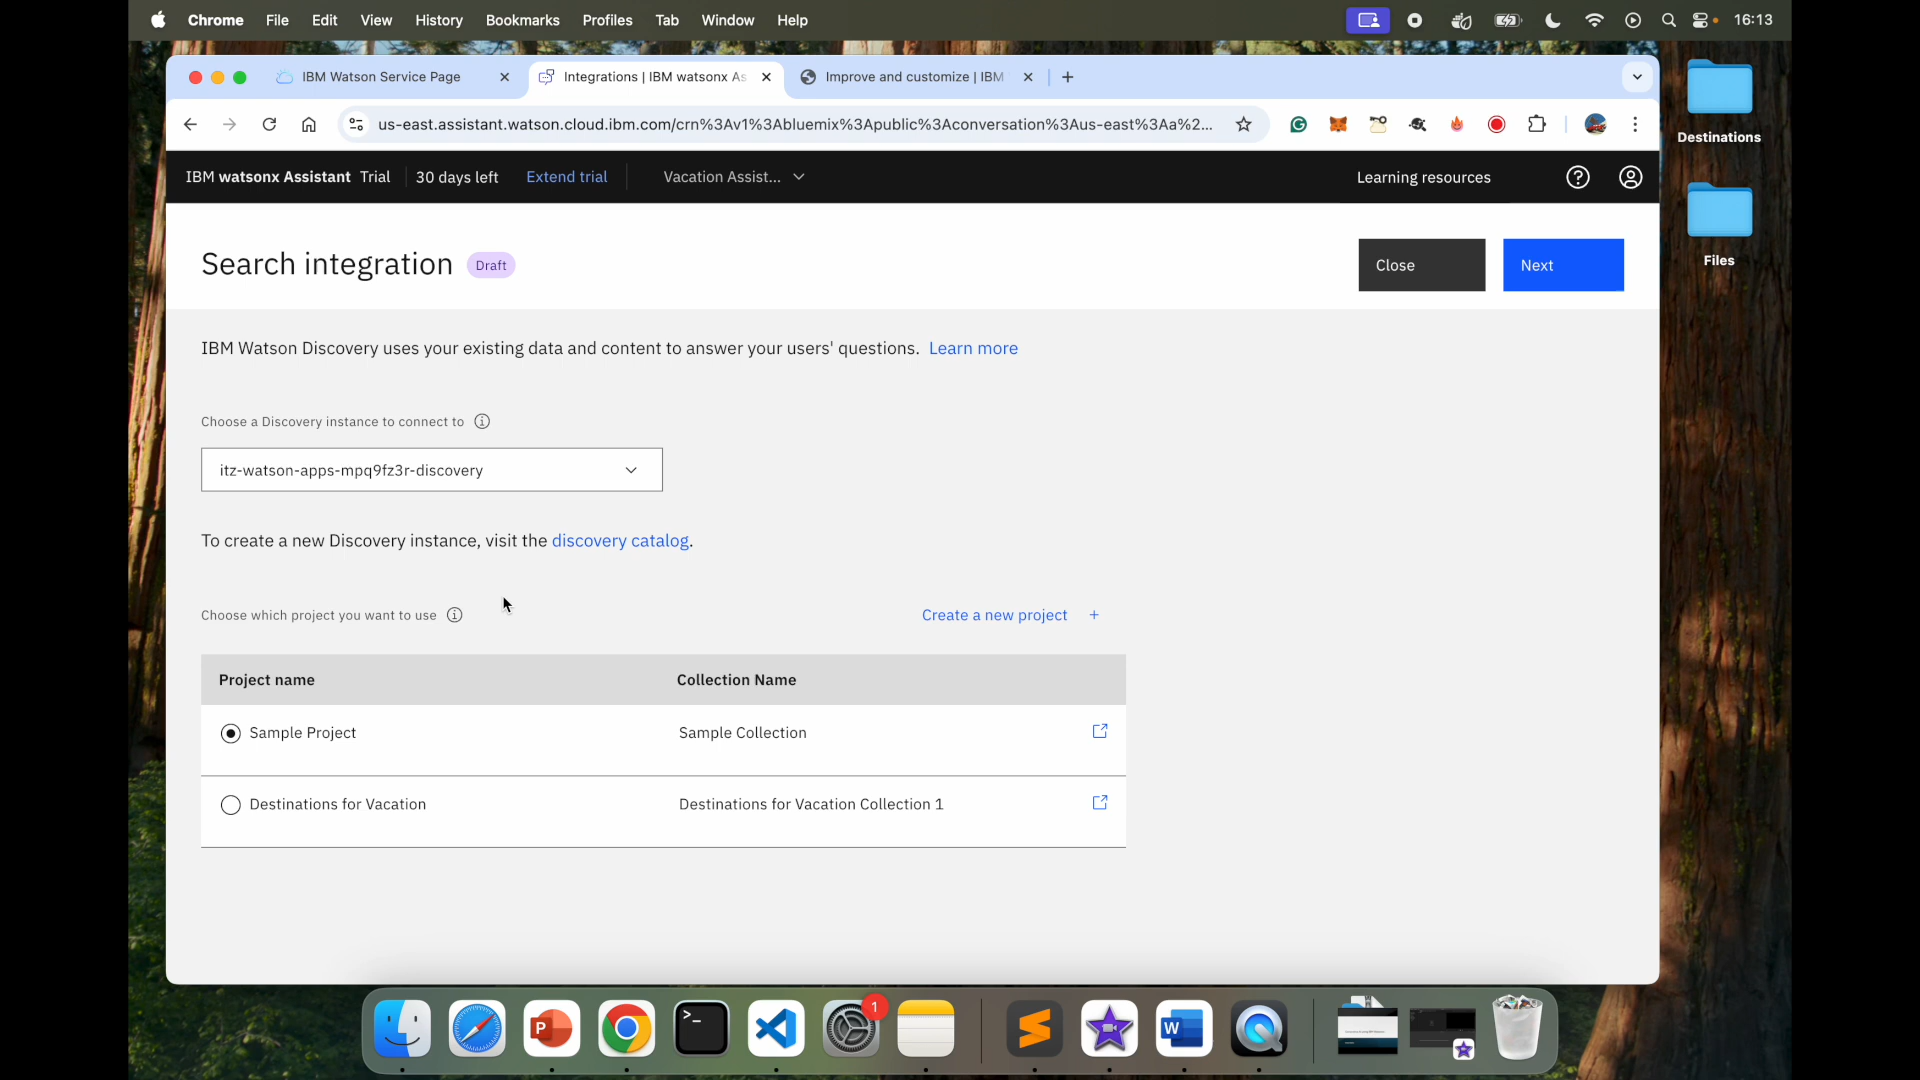 Chrome File Edit View History Bookmarks Profiles Tab Window Help 16:13
IBM Watson Service Page
Integrations | IBM watsonx As
Improve and customize | IBM
us-east.assistant.watson.cloud.ibm.com/crn%3Av1%3Abluemix%3Apublic%3Aconversation%3Aus-east%3Aa%2...
Destinations
IBM watsonx Assistant Trial 30 days left Extend trial Vacation Assist... Learning resources
Files
Search integration Draft Close Next
IBM Watson Discovery uses your existing data and content to answer your users' questions. Learn more
Choose a Discovery instance to connect to
itz-watson-apps-mpq9fz3r-discovery
To create a new Discovery instance, visit the discovery catalog.
Choose which project you want to use Create a new project +
Project name Collection Name
Sample Project Sample Collection
Destinations for Vacation Destinations for Vacation Collection 1
1
P
W